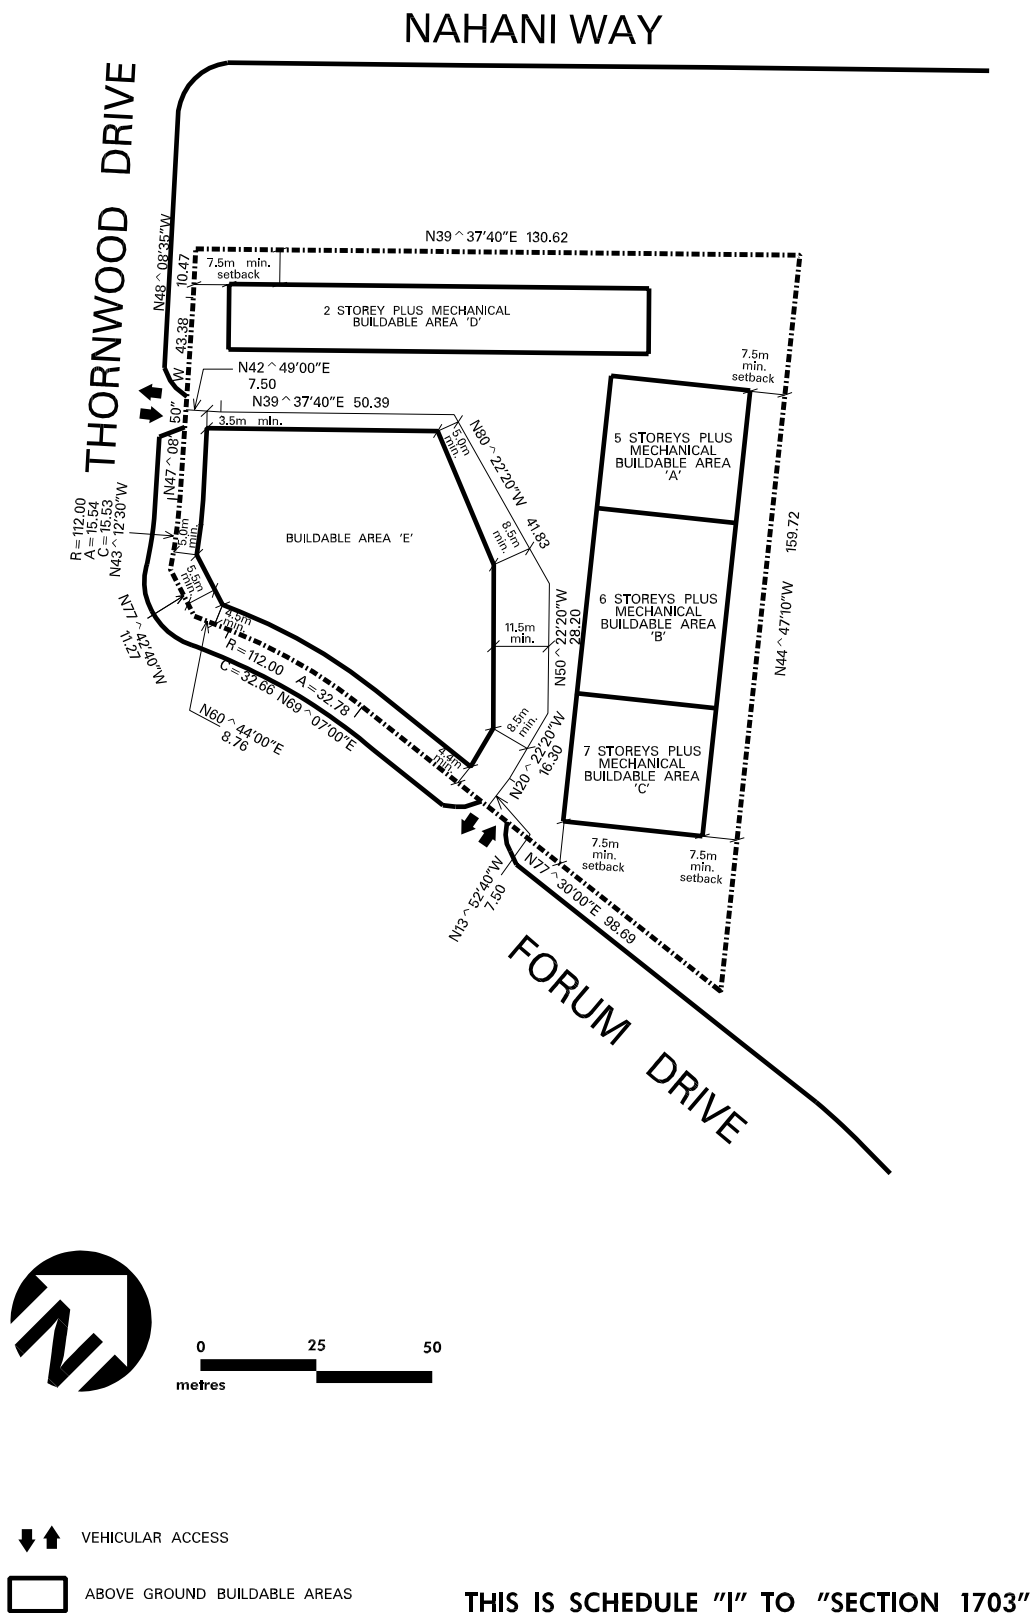 NAHANI WAY
THORNWOOD DRIVE
N48^08'35"W
N39^37'40"E 130.62
10.47
7.5m min.
setback
43.38
2 STOREY PLUS MECHANICAL
BUILDABLE AREA 'D'
N42^49'00"E
7.50
N39^37'40"E 50.39
3.5m min.
7.5m
min.
setback
N47^08'50"W
5.0m
min.
N80^22'20"W 41.83
5 STOREYS PLUS
MECHANICAL
BUILDABLE AREA
'A'
R=112.00
A=15.54
C=15.53
N43^12'30"W
5.0m
min.
BUILDABLE AREA 'E'
8.5m
min.
159.72
N44^47'10"W
5.5m
min.
6 STOREYS PLUS
MECHANICAL
BUILDABLE AREA
'B'
N77^42'40"W
11.27
4.5m
min.
11.5m
min.
N50^22'20"W
28.20
R=112.00 A=32.78
C=32.66 N69^07'00"E
N60^44'00"E
8.76
8.5m
min.
N20^22'20"W
16.30
4.4m
min.
7 STOREYS PLUS
MECHANICAL
BUILDABLE AREA
'C'
7.5m
min.
setback
7.5m
min.
setback
N13^52'40"W
7.50
N77^30'00"E 98.69
FORUM DRIVE
N
0 25 50
metres
VEHICULAR ACCESS
ABOVE GROUND BUILDABLE AREAS
THIS IS SCHEDULE "I" TO "SECTION 1703"